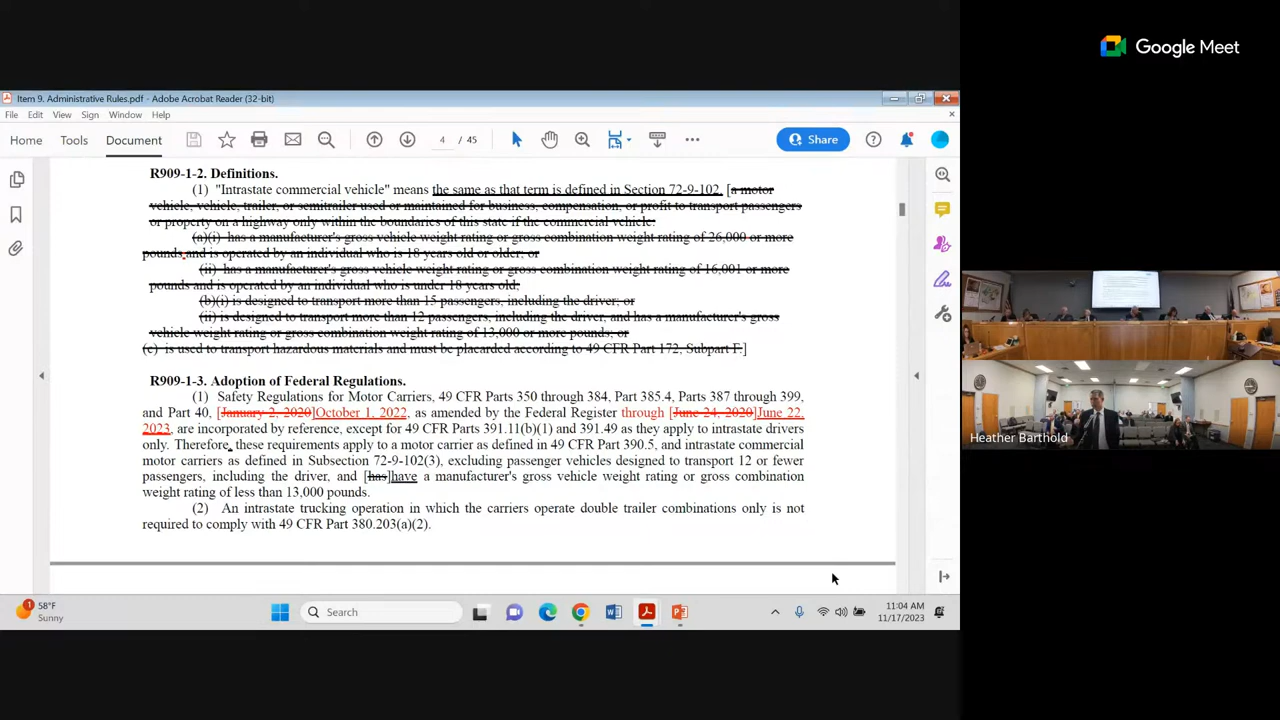 Google Meet
Item 9. Administrative Rules.pdf - Adobe Acrobat Reader (32-bit)
File Edit View Sign Window Help
Home Tools Document 4 / 45 Share
R909-1-2. Definitions.
(1) "Intrastate commercial vehicle" means the same as that term is defined in Section 72-9-102. [a motor
vehicle, vehicle, trailer, or semitrailer used or maintained for business, compensation, or profit to transport passengers
or property on a highway only within the boundaries of this state if the commercial vehicle:
(a)(i) has a manufacturer's gross vehicle weight rating or gross combination weight rating of 26,000 or more
pounds and is operated by an individual who is 18 years old or older; or
(ii) has a manufacturer's gross vehicle weight rating or gross combination weight rating of 16,001 or more
pounds and is operated by an individual who is under 18 years old;
(b)(i) is designed to transport more than 15 passengers, including the driver; or
(ii) is designed to transport more than 12 passengers, including the driver, and has a manufacturer's gross
vehicle weight rating or gross combination weight rating of 13,000 or more pounds; or
(c) is used to transport hazardous materials and must be placarded according to 49 CFR Part 172, Subpart F.]
R909-1-3. Adoption of Federal Regulations.
(1) Safety Regulations for Motor Carriers, 49 CFR Parts 350 through 384, Part 385.4, Parts 387 through 399,
and Part 40, [January 2, 2020]October 1, 2022, as amended by the Federal Register through [June 24, 2020]June 22,
2023, are incorporated by reference, except for 49 CFR Parts 391.11(b)(1) and 391.49 as they apply to intrastate drivers
only. Therefore, these requirements apply to a motor carrier as defined in 49 CFR Part 390.5, and intrastate commercial
motor carriers as defined in Subsection 72-9-102(3), excluding passenger vehicles designed to transport 12 or fewer
passengers, including the driver, and [has]have a manufacturer's gross vehicle weight rating or gross combination
weight rating of less than 13,000 pounds.
(2) An intrastate trucking operation in which the carriers operate double trailer combinations only is not
required to comply with 49 CFR Part 380.203(a)(2).
Heather Barthold
1
58°F
Sunny
Search
11:04 AM
11/17/2023